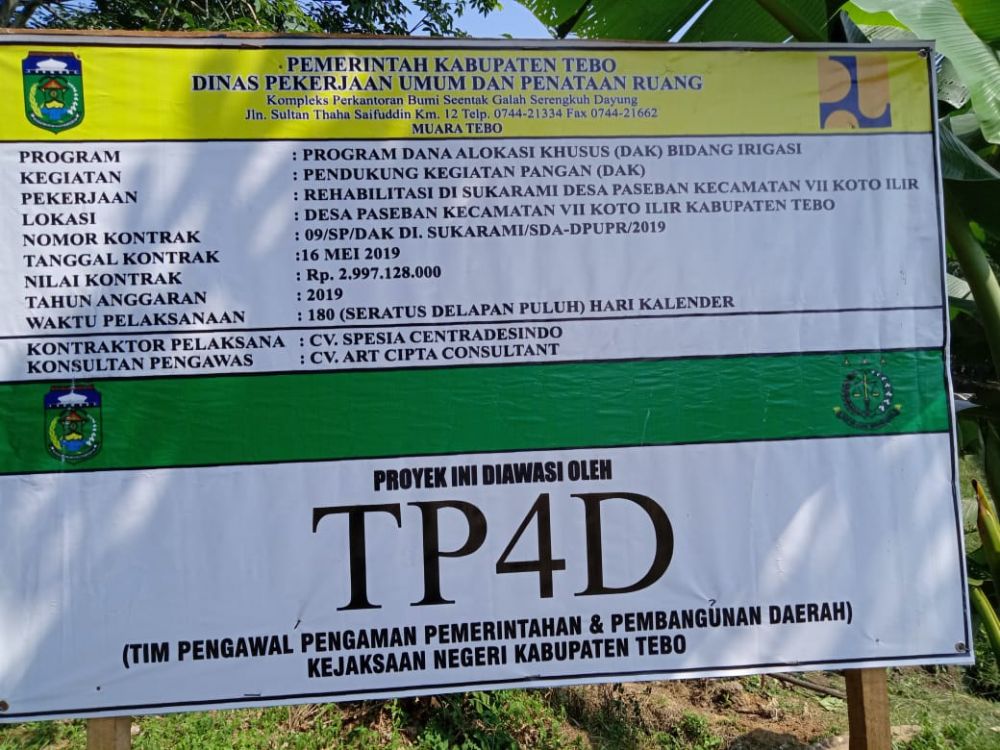 PEMERINTAH KABUPATEN TEBO
DINAS PEKERJAAN UMUM DAN PENATAAN RUANG
Kompleks Perkantoran Bumi Seentak Galah Serengkuh Dayung
Jln. Sultan Thaha Saifuddin Km. 12 Telp. 0744-21334 Fax 0744-21662
MUARA TEBO
PROGRAM : PROGRAM DANA ALOKASI KHUSUS (DAK) BIDANG IRIGASI
KEGIATAN : PENDUKUNG KEGIATAN PANGAN (DAK)
PEKERJAAN : REHABILITASI DI SUKARAMI DESA PASEBAN KECAMATAN VII KOTO ILIR
LOKASI : DESA PASEBAN KECAMATAN VII KOTO ILIR KABUPATEN TEBO
NOMOR KONTRAK : 09/SP/DAK DI. SUKARAMI/SDA-DPUPR/2019
TANGGAL KONTRAK :16 MEI 2019
NILAI KONTRAK : Rp. 2.997.128.000
TAHUN ANGGARAN : 2019
WAKTU PELAKSANAAN : 180 (SERATUS DELAPAN PULUH) HARI KALENDER
KONTRAKTOR PELAKSANA : CV. SPESIA CENTRADESINDO
KONSULTAN PENGAWAS : CV. ART CIPTA CONSULTANT
PROYEK INI DIAWASI OLEH
TP4D
(TIM PENGAWAL PENGAMAN PEMERINTAHAN & PEMBANGUNAN DAERAH)
KEJAKSAAN NEGERI KABUPATEN TEBO